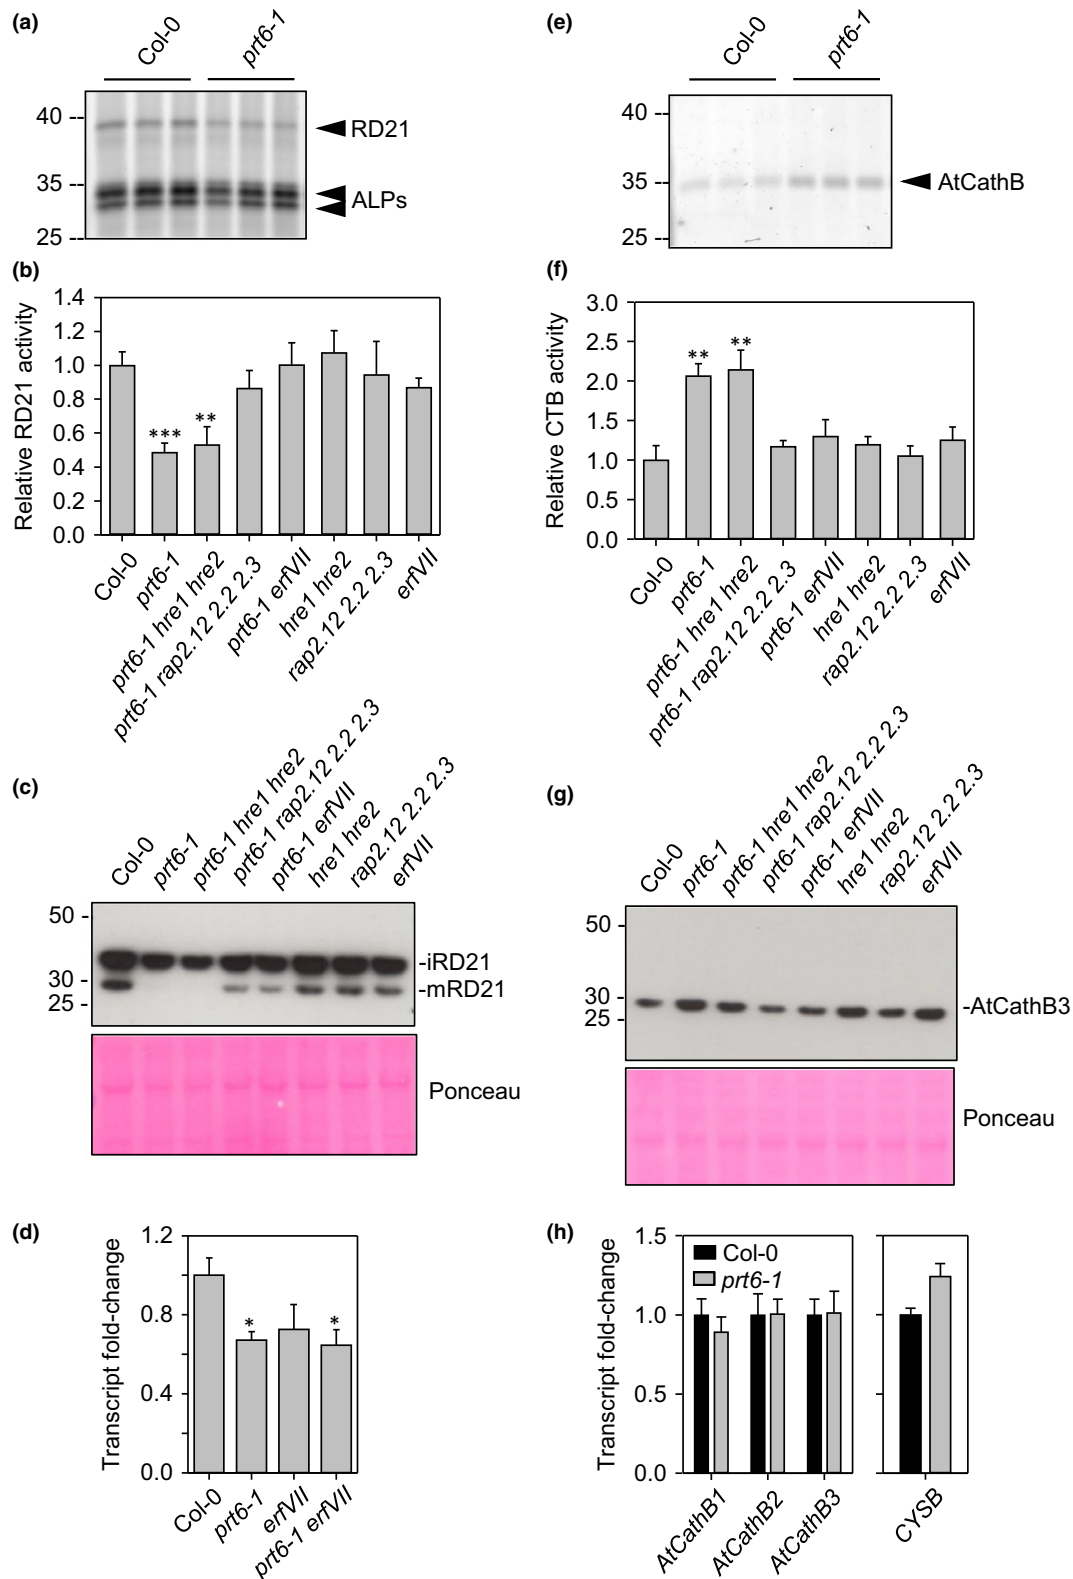 (a)
Col-0
prt6-1
40
35
25
RD21
ALPs
(b)
Relative RD21 activity
1.4
1.2
1.0
0.8
0.6
0.4
0.2
0.0
***
**
Col-0
prt6-1
prt6-1 hre1 hre2
prt6-1 rap2.12 2.2 2.3
prt6-1 erfVII
hre1 hre2
rap2.12 2.2 2.3
erfVII
(c)
Col-0
prt6-1
prt6-1 hre1 hre2
prt6-1 rap2.12 2.2 2.3
prt6-1 erfVII
hre1 hre2
rap2.12 2.2 2.3
erfVII
50
30
25
-iRD21
-mRD21
Ponceau
(d)
Transcript fold-change
1.2
0.8
0.4
0.0
*
*
Col-0
prt6-1
erfVII
prt6-1 erfVII
(e)
Col-0
prt6-1
40
35
25
AtCathB
(f)
Relative CTB activity
3.0
2.5
2.0
1.5
1.0
0.5
0.0
**
**
Col-0
prt6-1
prt6-1 hre1 hre2
prt6-1 rap2.12 2.2 2.3
prt6-1 erfVII
hre1 hre2
rap2.12 2.2 2.3
erfVII
(g)
Col-0
prt6-1
prt6-1 hre1 hre2
prt6-1 rap2.12 2.2 2.3
prt6-1 erfVII
hre1 hre2
rap2.12 2.2 2.3
erfVII
50
30
25
-AtCathB3
Ponceau
(h)
Transcript fold-change
1.5
1.0
0.5
0.0
Col-0
prt6-1
AtCathB1
AtCathB2
AtCathB3
CYSB